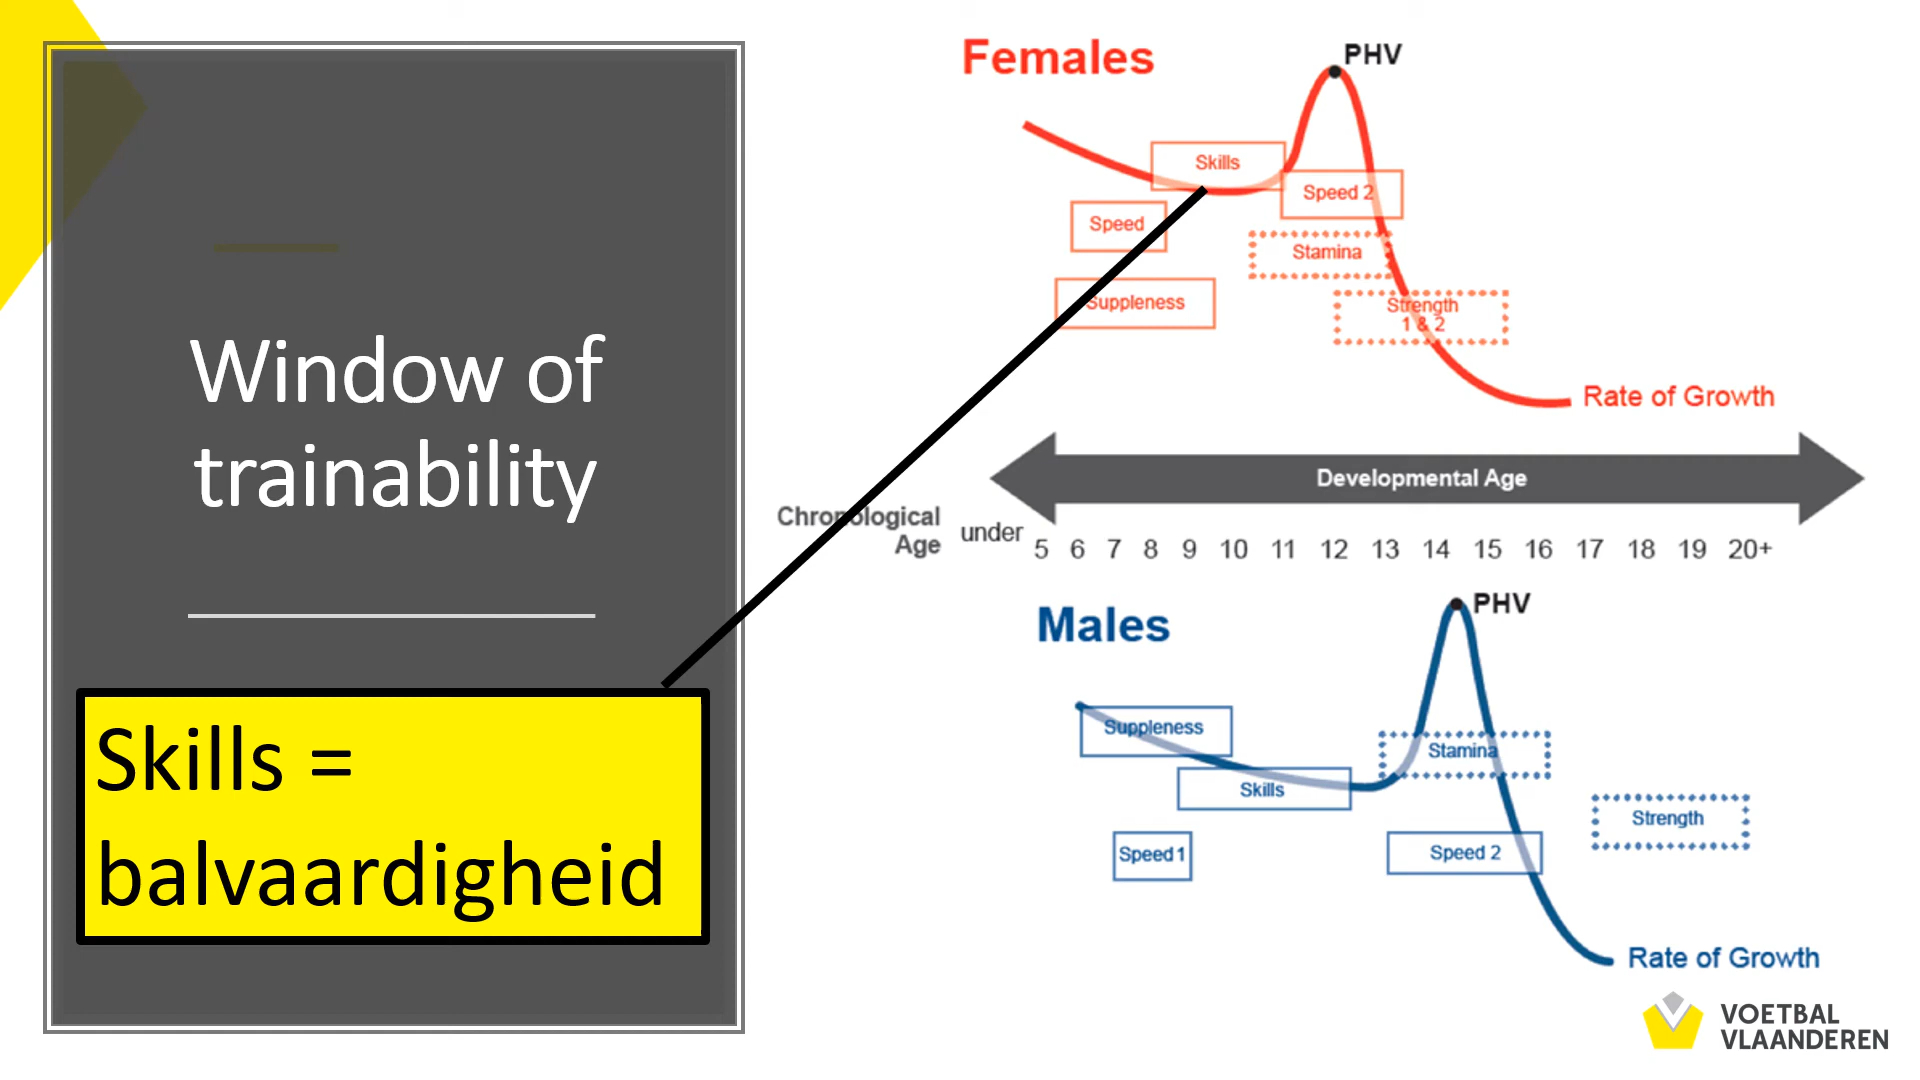 Window of
trainability
Skills =
balvaardigheid
Females
PHV
Skills
Speed 2
Speed
Stamina
Suppleness
Strength
1 & 2
Rate of Growth
Developmental Age
Chronological
Age
under
5 6 7 8 9 10 11 12 13 14 15 16 17 18 19 20+
Males
PHV
Suppleness
Stamina
Skills
Strength
Speed 1
Speed 2
Rate of Growth
VOETBAL
VLAANDEREN